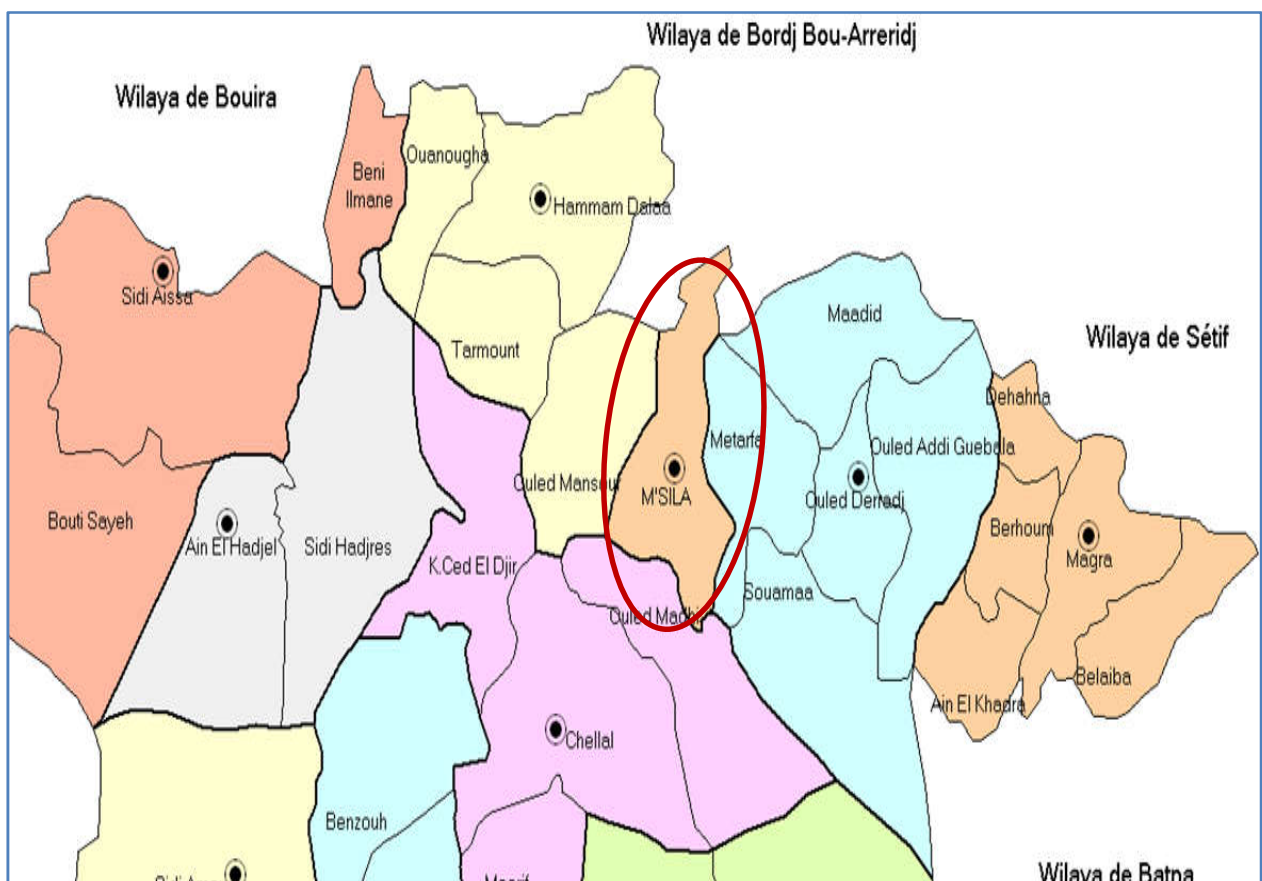 Wilaya de Bordj Bou-Arreridj
Wilaya de Bouira
Ouanougha
Beni
Ilmane
Hammam Dalaa
Sidi Aissa
Maadid
Wilaya de Sétif
Tarmount
Dehahna
Metarfa
Ouled Addi Guebala
Ouled Mansour
M'SILA
Ouled Derradj
Bouti Sayeh
Ain El Hadjel
Sidi Hadjres
Berhoum
Magra
K.Ced El Djir
Souamaa
Ouled Madhi
Belaiba
Ain El Khadra
Chellal
Benzouh
Wilaya de Batna
Maarif